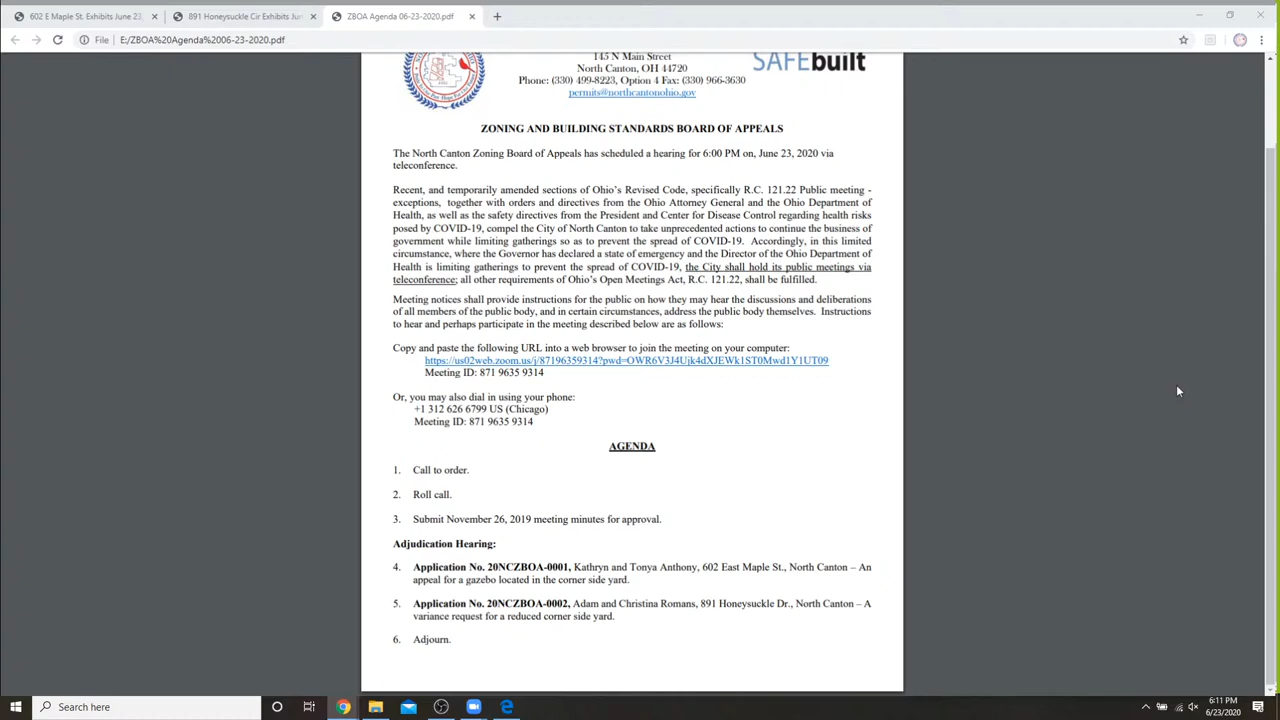 602 E Maple St. Exhibits June 23,
891 Honeysuckle Cir Exhibits Jun
ZBOA Agenda 06-23-2020.pdf
File
E:/ZBOA%20Agenda%2006-23-2020.pdf
145 N Main Street
North Canton, OH 44720
Phone: (330) 499-8223, Option 4 Fax: (330) 966-3630
permits@northcantonohio.gov
SAFEbuilt
ZONING AND BUILDING STANDARDS BOARD OF APPEALS
The North Canton Zoning Board of Appeals has scheduled a hearing for 6:00 PM on, June 23, 2020 via
teleconference.
Recent, and temporarily amended sections of Ohio's Revised Code, specifically R.C. 121.22 Public meeting -
exceptions, together with orders and directives from the Ohio Attorney General and the Ohio Department of
Health, as well as the safety directives from the President and Center for Disease Control regarding health risks
posed by COVID-19, compel the City of North Canton to take unprecedented actions to continue the business of
government while limiting gatherings so as to prevent the spread of COVID-19. Accordingly, in this limited
circumstance, where the Governor has declared a state of emergency and the Director of the Ohio Department of
Health is limiting gatherings to prevent the spread of COVID-19, the City shall hold its public meetings via
teleconference; all other requirements of Ohio's Open Meetings Act, R.C. 121.22, shall be fulfilled.
Meeting notices shall provide instructions for the public on how they may hear the discussions and deliberations
of all members of the public body, and in certain circumstances, address the public body themselves. Instructions
to hear and perhaps participate in the meeting described below are as follows:
Copy and paste the following URL into a web browser to join the meeting on your computer:
https://us02web.zoom.us/j/87196359314?pwd=OWR6V3J4Ujk4dXJEWk1ST0Mwd1Y1UT09
Meeting ID: 871 9635 9314
Or, you may also dial in using your phone:
+1 312 626 6799 US (Chicago)
Meeting ID: 871 9635 9314
AGENDA
1. Call to order.
2. Roll call.
3. Submit November 26, 2019 meeting minutes for approval.
Adjudication Hearing:
4. Application No. 20NCZBOA-0001, Kathryn and Tonya Anthony, 602 East Maple St., North Canton – An
appeal for a gazebo located in the corner side yard.
5. Application No. 20NCZBOA-0002, Adam and Christina Romans, 891 Honeysuckle Dr., North Canton – A
variance request for a reduced corner side yard.
6. Adjourn.
Search here
6:11 PM
6/23/2020